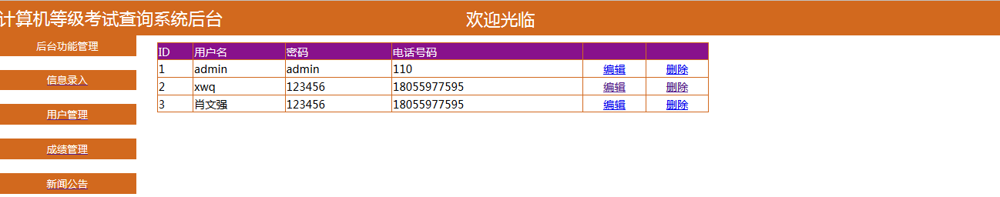 计算机等级考试查询系统后台 欢迎光临
后台功能管理
信息录入
用户管理
成绩管理
新闻公告
ID 用户名 密码 电话号码
1 admin admin 110 编辑 删除
2 xwq 123456 18055977595 编辑 删除
3 肖文强 123456 18055977595 编辑 删除